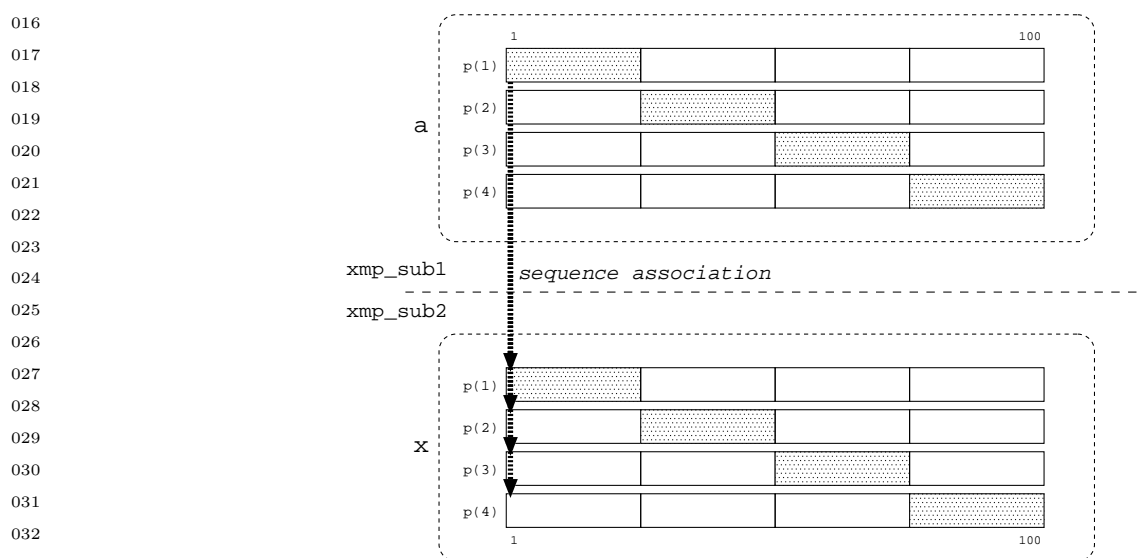 016
1 100
017
p(1)
018
p(2)
019
a
020
p(3)
021
p(4)
022
023
024
xmp_sub1 sequence association
025
xmp_sub2
026
027
p(1)
028
p(2)
029
x
030
p(3)
031
p(4)
032
1 100